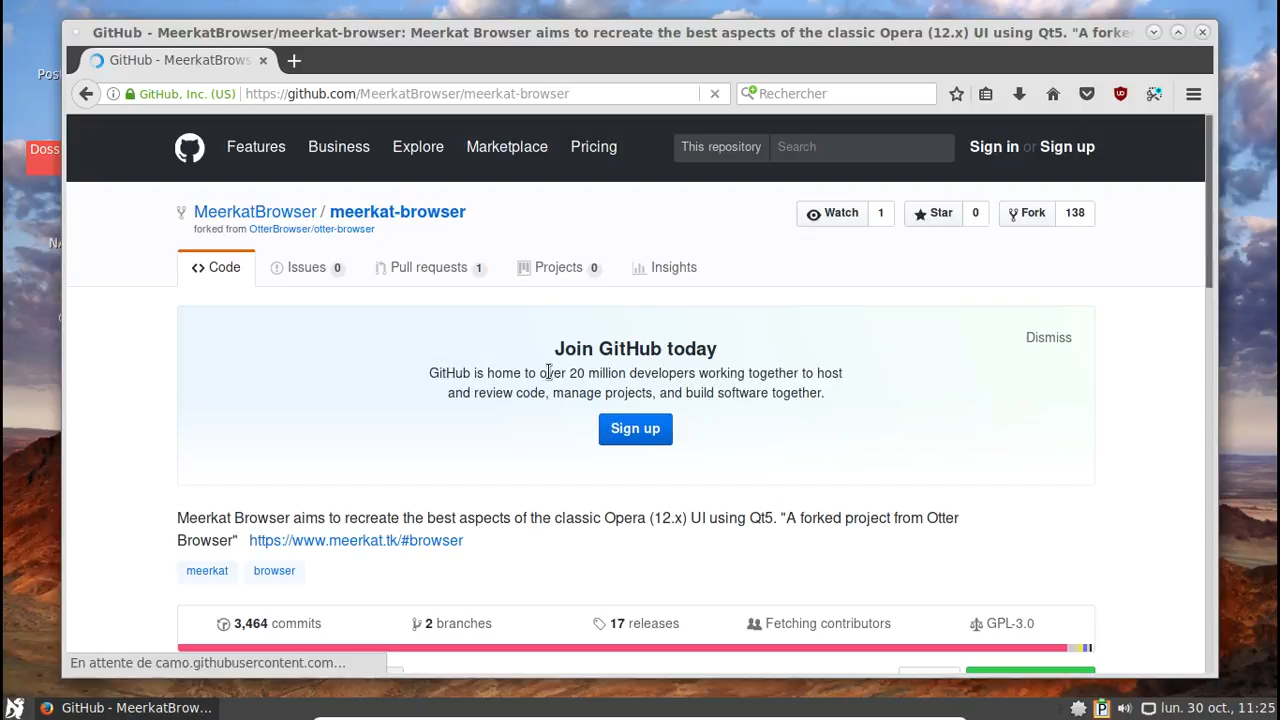 GitHub - MeerkatBrowser/meerkat-browser: Meerkat Browser aims to recreate the best aspects of the classic Opera (12.x) UI using Qt5. "A forke
GitHub - MeerkatBrows
GitHub, Inc. (US) https://github.com/MeerkatBrowser/meerkat-browser Rechercher
Features Business Explore Marketplace Pricing This repository Search Sign in or Sign up
MeerkatBrowser / meerkat-browser Watch 1 Star 0 Fork 138
forked from OtterBrowser/otter-browser
Code Issues 0 Pull requests 1 Projects 0 Insights
Join GitHub today
Dismiss
GitHub is home to over 20 million developers working together to host
and review code, manage projects, and build software together.
Sign up
Meerkat Browser aims to recreate the best aspects of the classic Opera (12.x) UI using Qt5. "A forked project from Otter
Browser" https://www.meerkat.tk/#browser
meerkat browser
3,464 commits 2 branches 17 releases Fetching contributors GPL-3.0
En attente de camo.githubusercontent.com...
Pos
Doss
NA
GitHub - MeerkatBrow... lun. 30 oct., 11:25